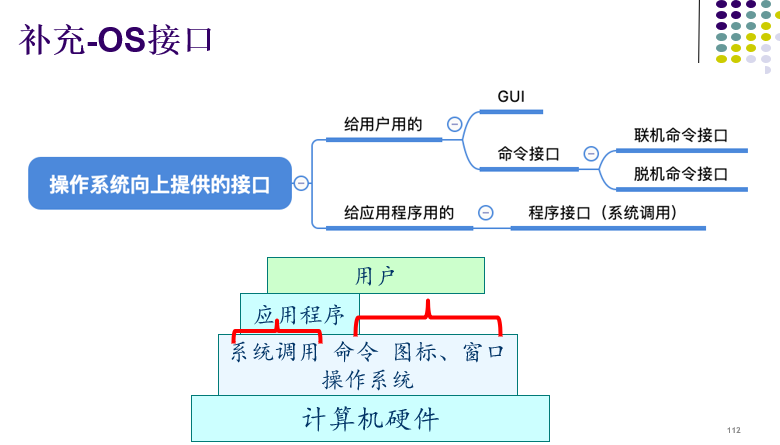 补充-OS接口
GUI
给用户用的
联机命令接口
命令接口
脱机命令接口
操作系统向上提供的接口
给应用程序用的
程序接口（系统调用）
用户
应用程序
系统调用 命令 图标、窗口
操作系统
计算机硬件
112